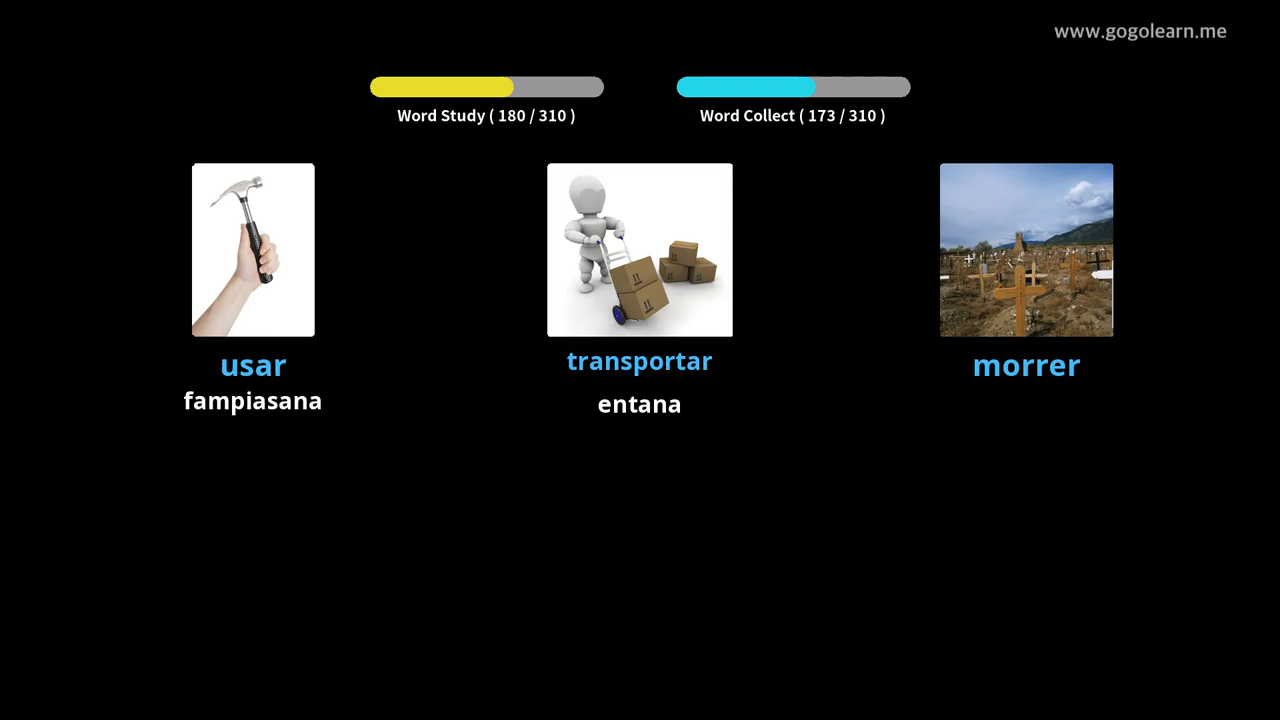 www.gogolearn.me
Word Study ( 180 / 310 )
Word Collect ( 173 / 310 )
usar
fampiasana
transportar
entana
morrer